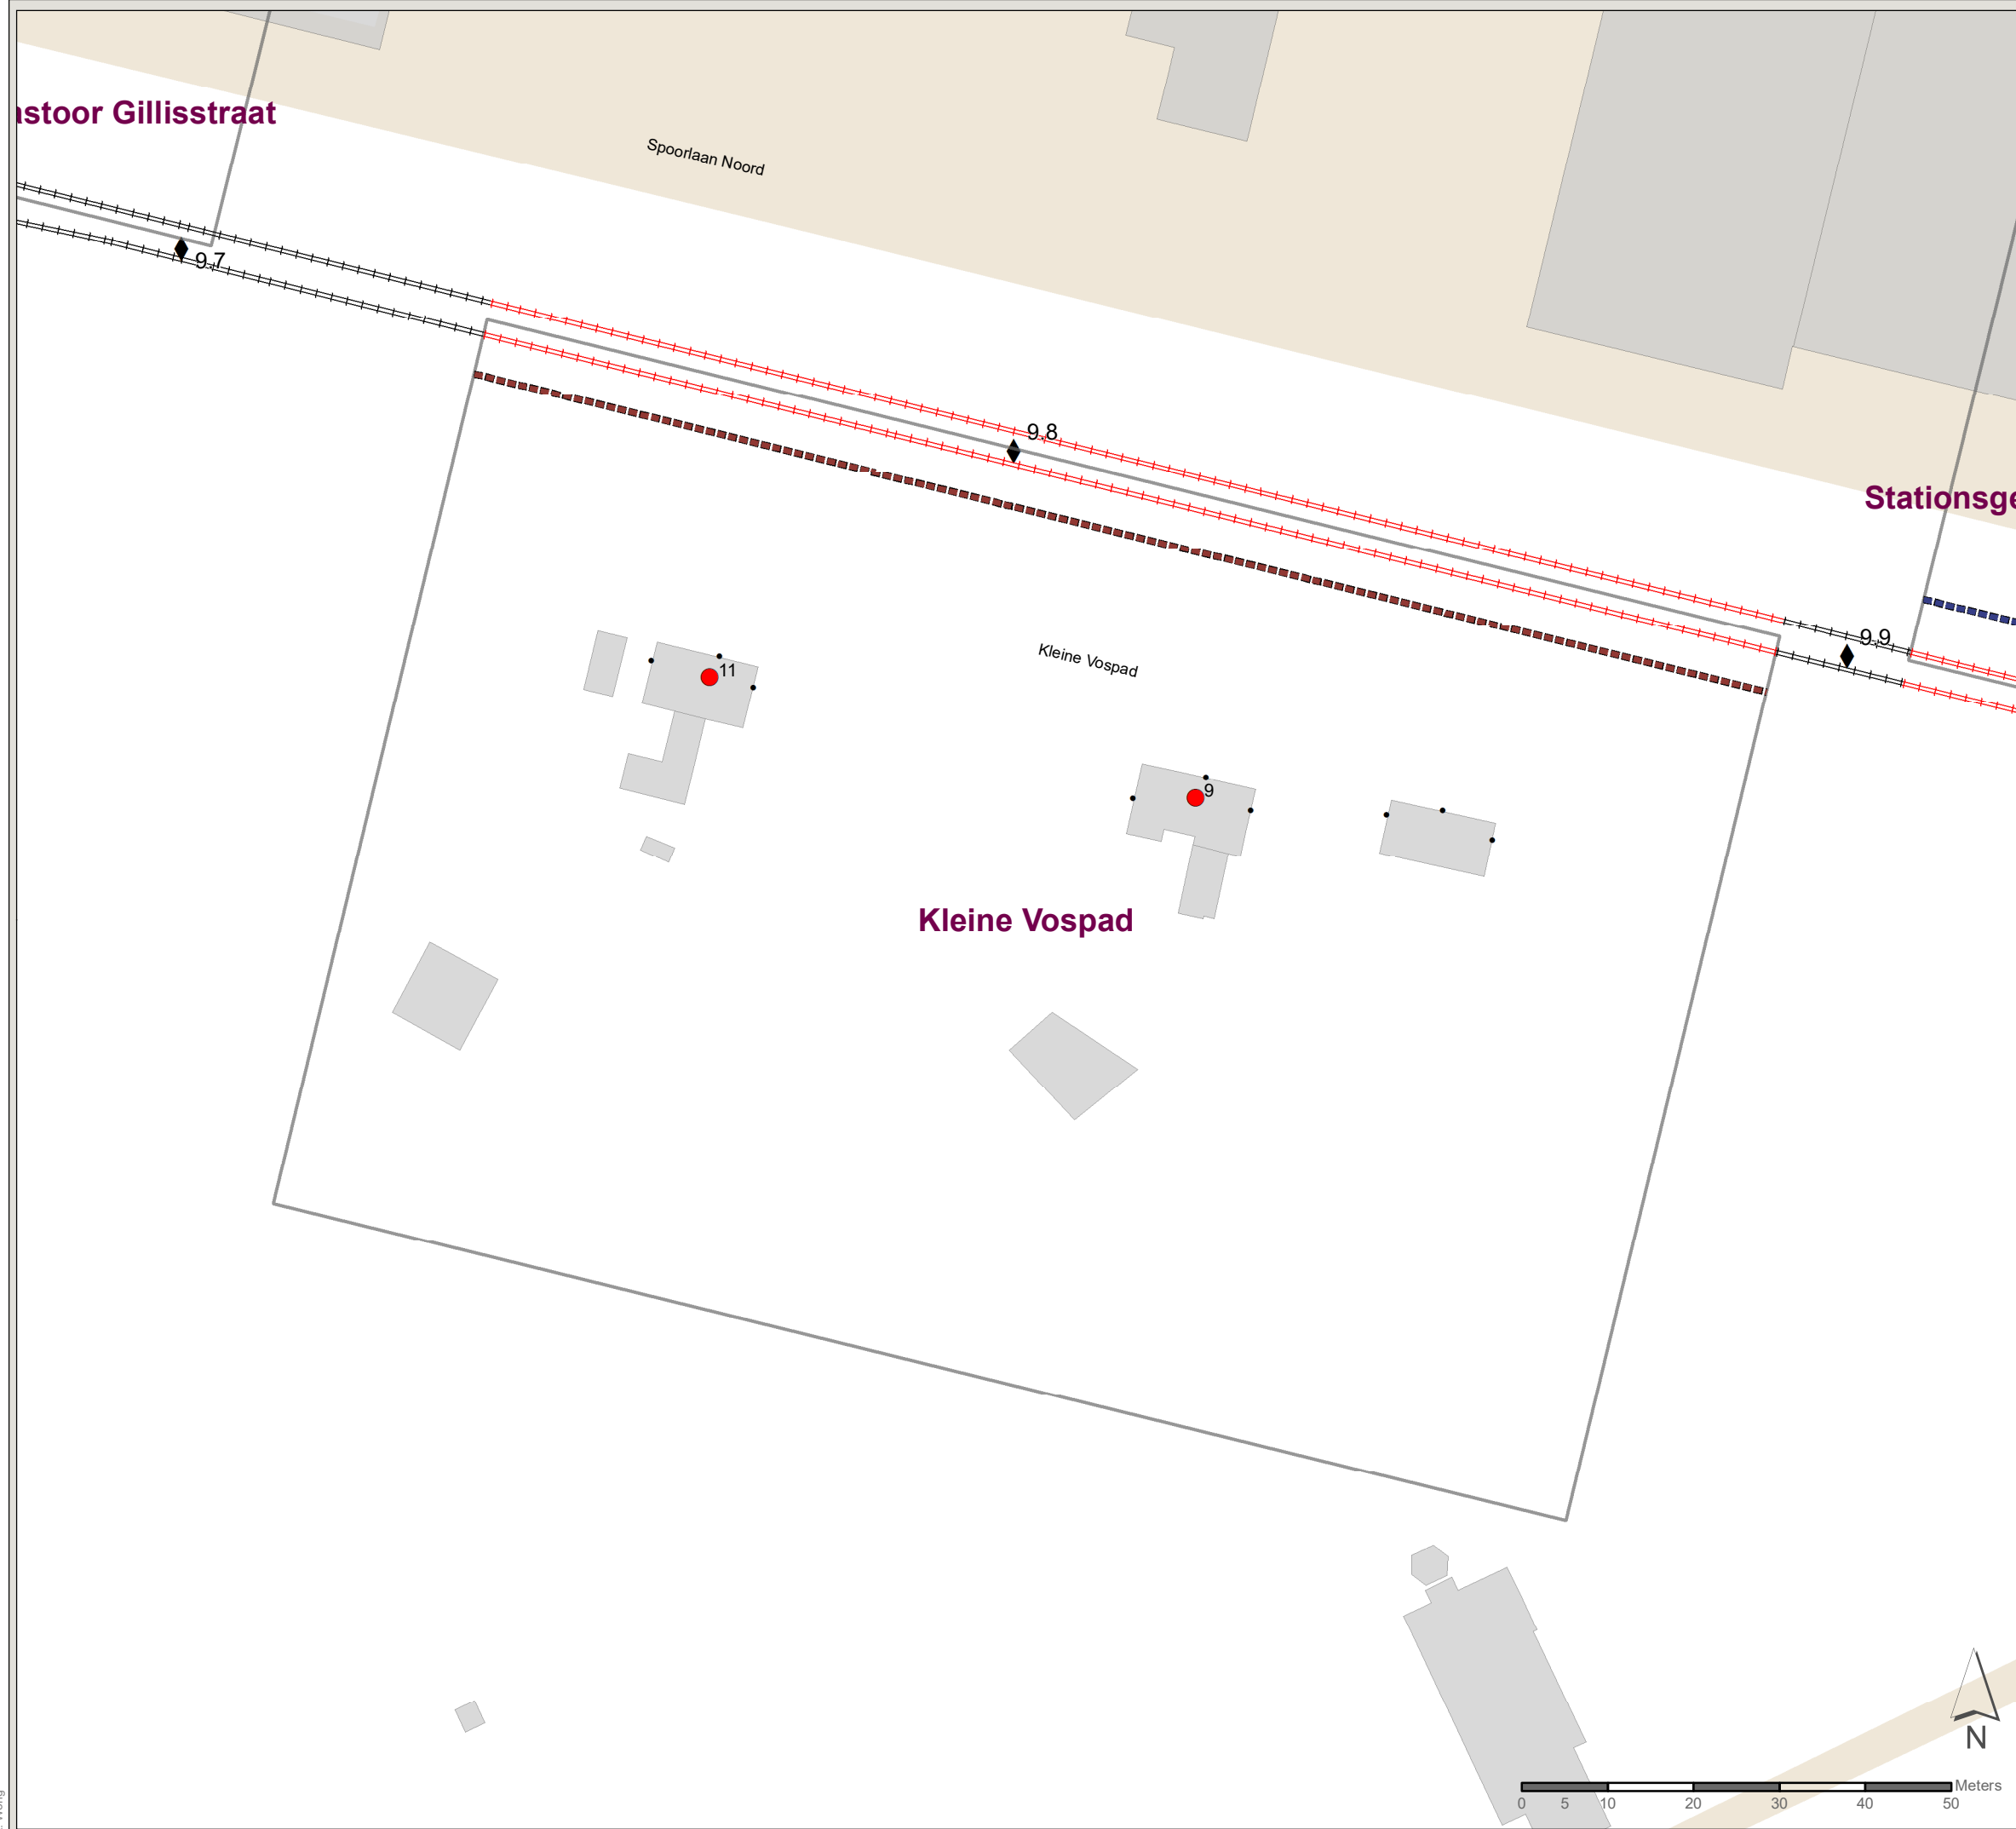 astoor Gillisstraat
Spoorlaan Noord
9.7
9.8
Stationsge
9.9
Kleine Vospad
11
9
Kleine Vospad
N
Meters
0 5 10 20 30 40 50